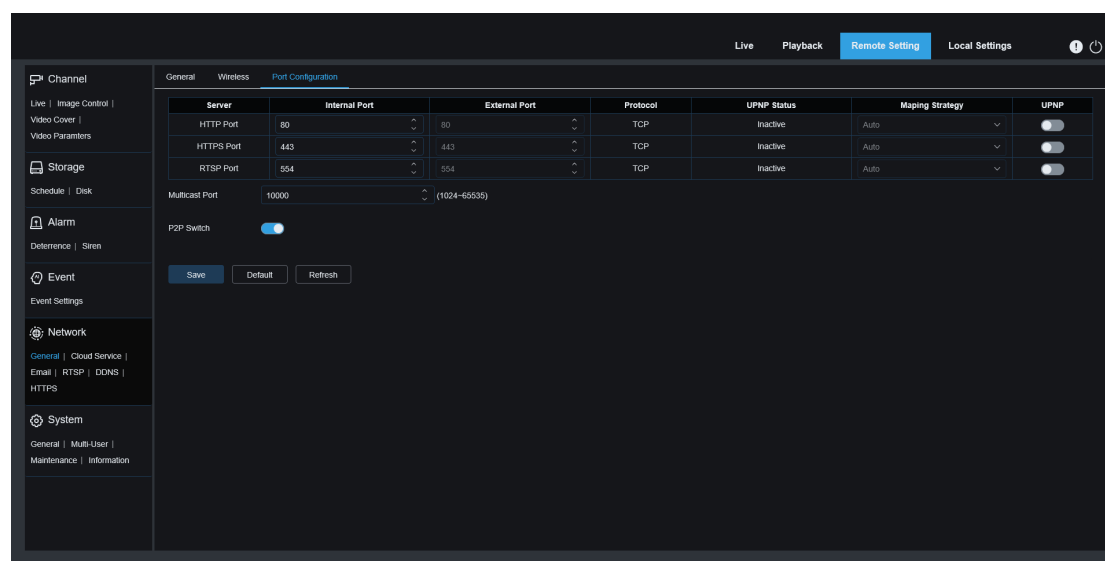 Live Playback Remote Setting Local Settings
Channel
Live | Image Control |
Video Cover |
Video Paramters
Storage
Schedule | Disk
Alarm
Deterrence | Siren
Event
Event Settings
Network
General | Cloud Service |
Email | RTSP | DDNS |
HTTPS
System
General | Multi-User |
Maintenance | Information
General Wireless Port Configuration
Server Internal Port External Port Protocol UPNP Status Maping Strategy UPNP
HTTP Port 80 80 TCP Inactive Auto
HTTPS Port 443 443 TCP Inactive Auto
RTSP Port 554 554 TCP Inactive Auto
Multicast Port 10000 (1024~65535)
P2P Switch
Save Default Refresh